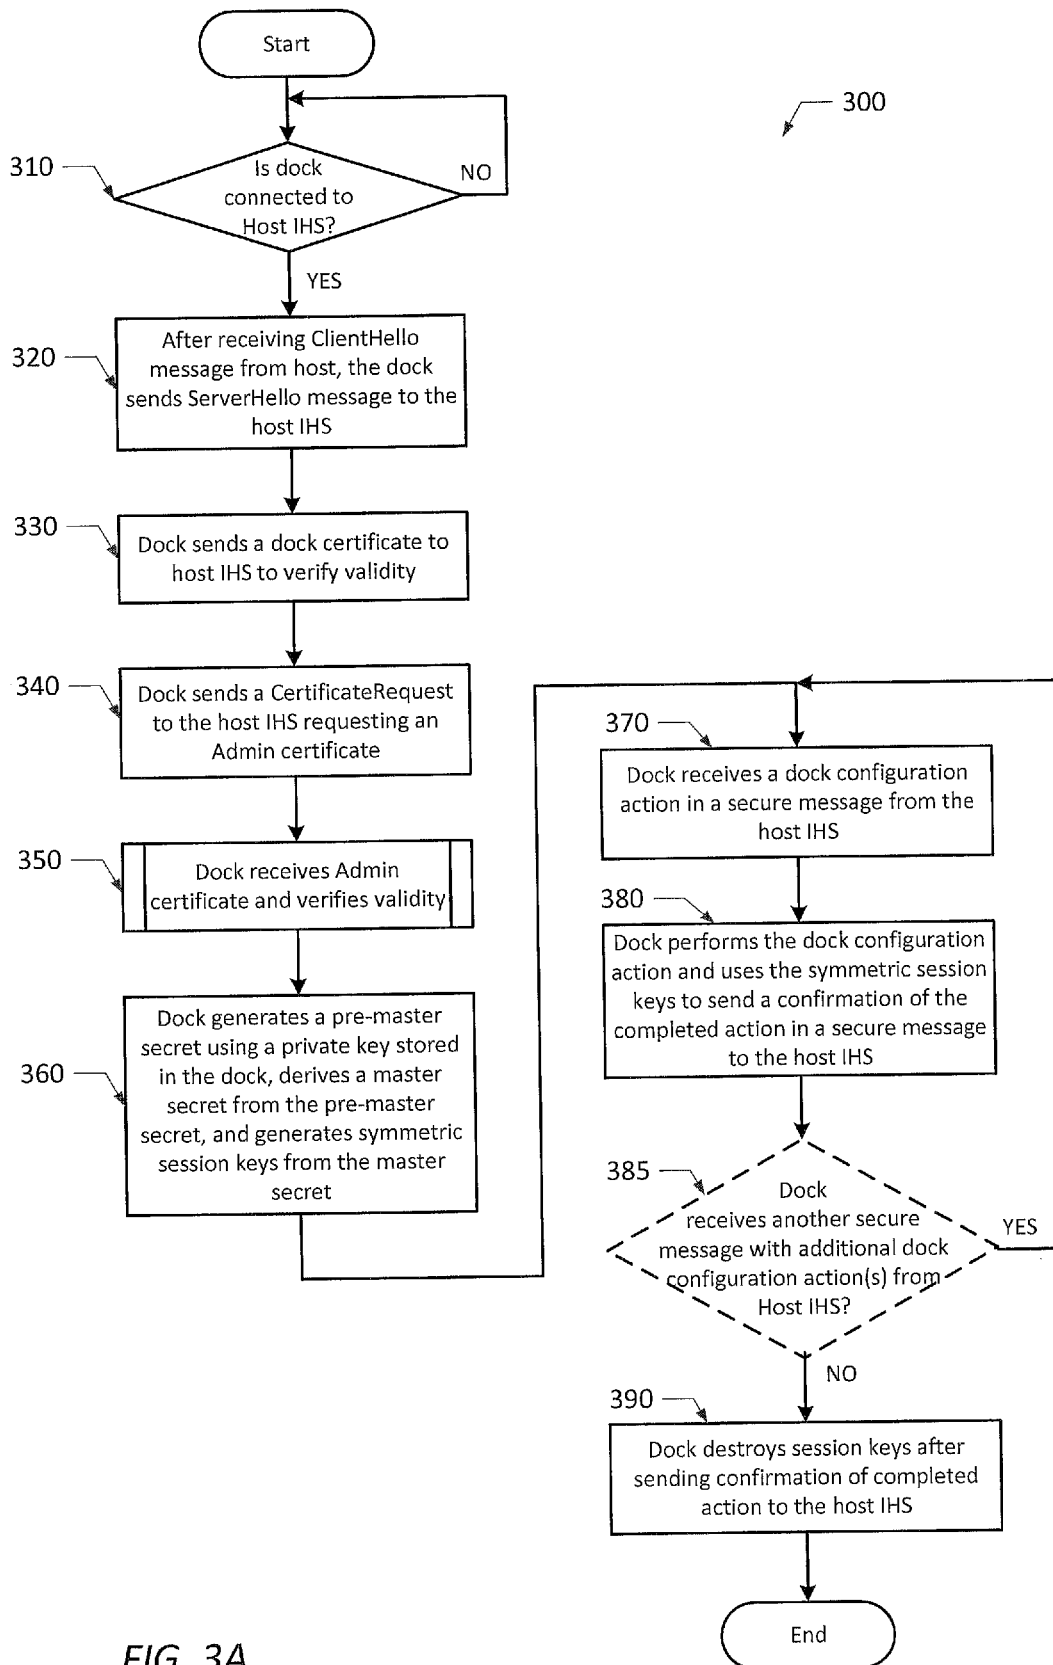 Start
300
310
Is dock
connected to
Host IHS?
NO
YES
320
After receiving ClientHello
message from host, the dock
sends ServerHello message to the
host IHS
330
Dock sends a dock certificate to
host IHS to verify validity
340
Dock sends a CertificateRequest
to the host IHS requesting an
Admin certificate
350
Dock receives Admin
certificate and verifies validity
360
Dock generates a pre-master
secret using a private key stored
in the dock, derives a master
secret from the pre-master
secret, and generates symmetric
session keys from the master
secret
370
Dock receives a dock configuration
action in a secure message from the
host IHS
380
Dock performs the dock configuration
action and uses the symmetric session
keys to send a confirmation of the
completed action in a secure message
to the host IHS
385
Dock
receives another secure
message with additional dock
configuration action(s) from
Host IHS?
YES
NO
390
Dock destroys session keys after
sending confirmation of completed
action to the host IHS
End
FIG. 3A